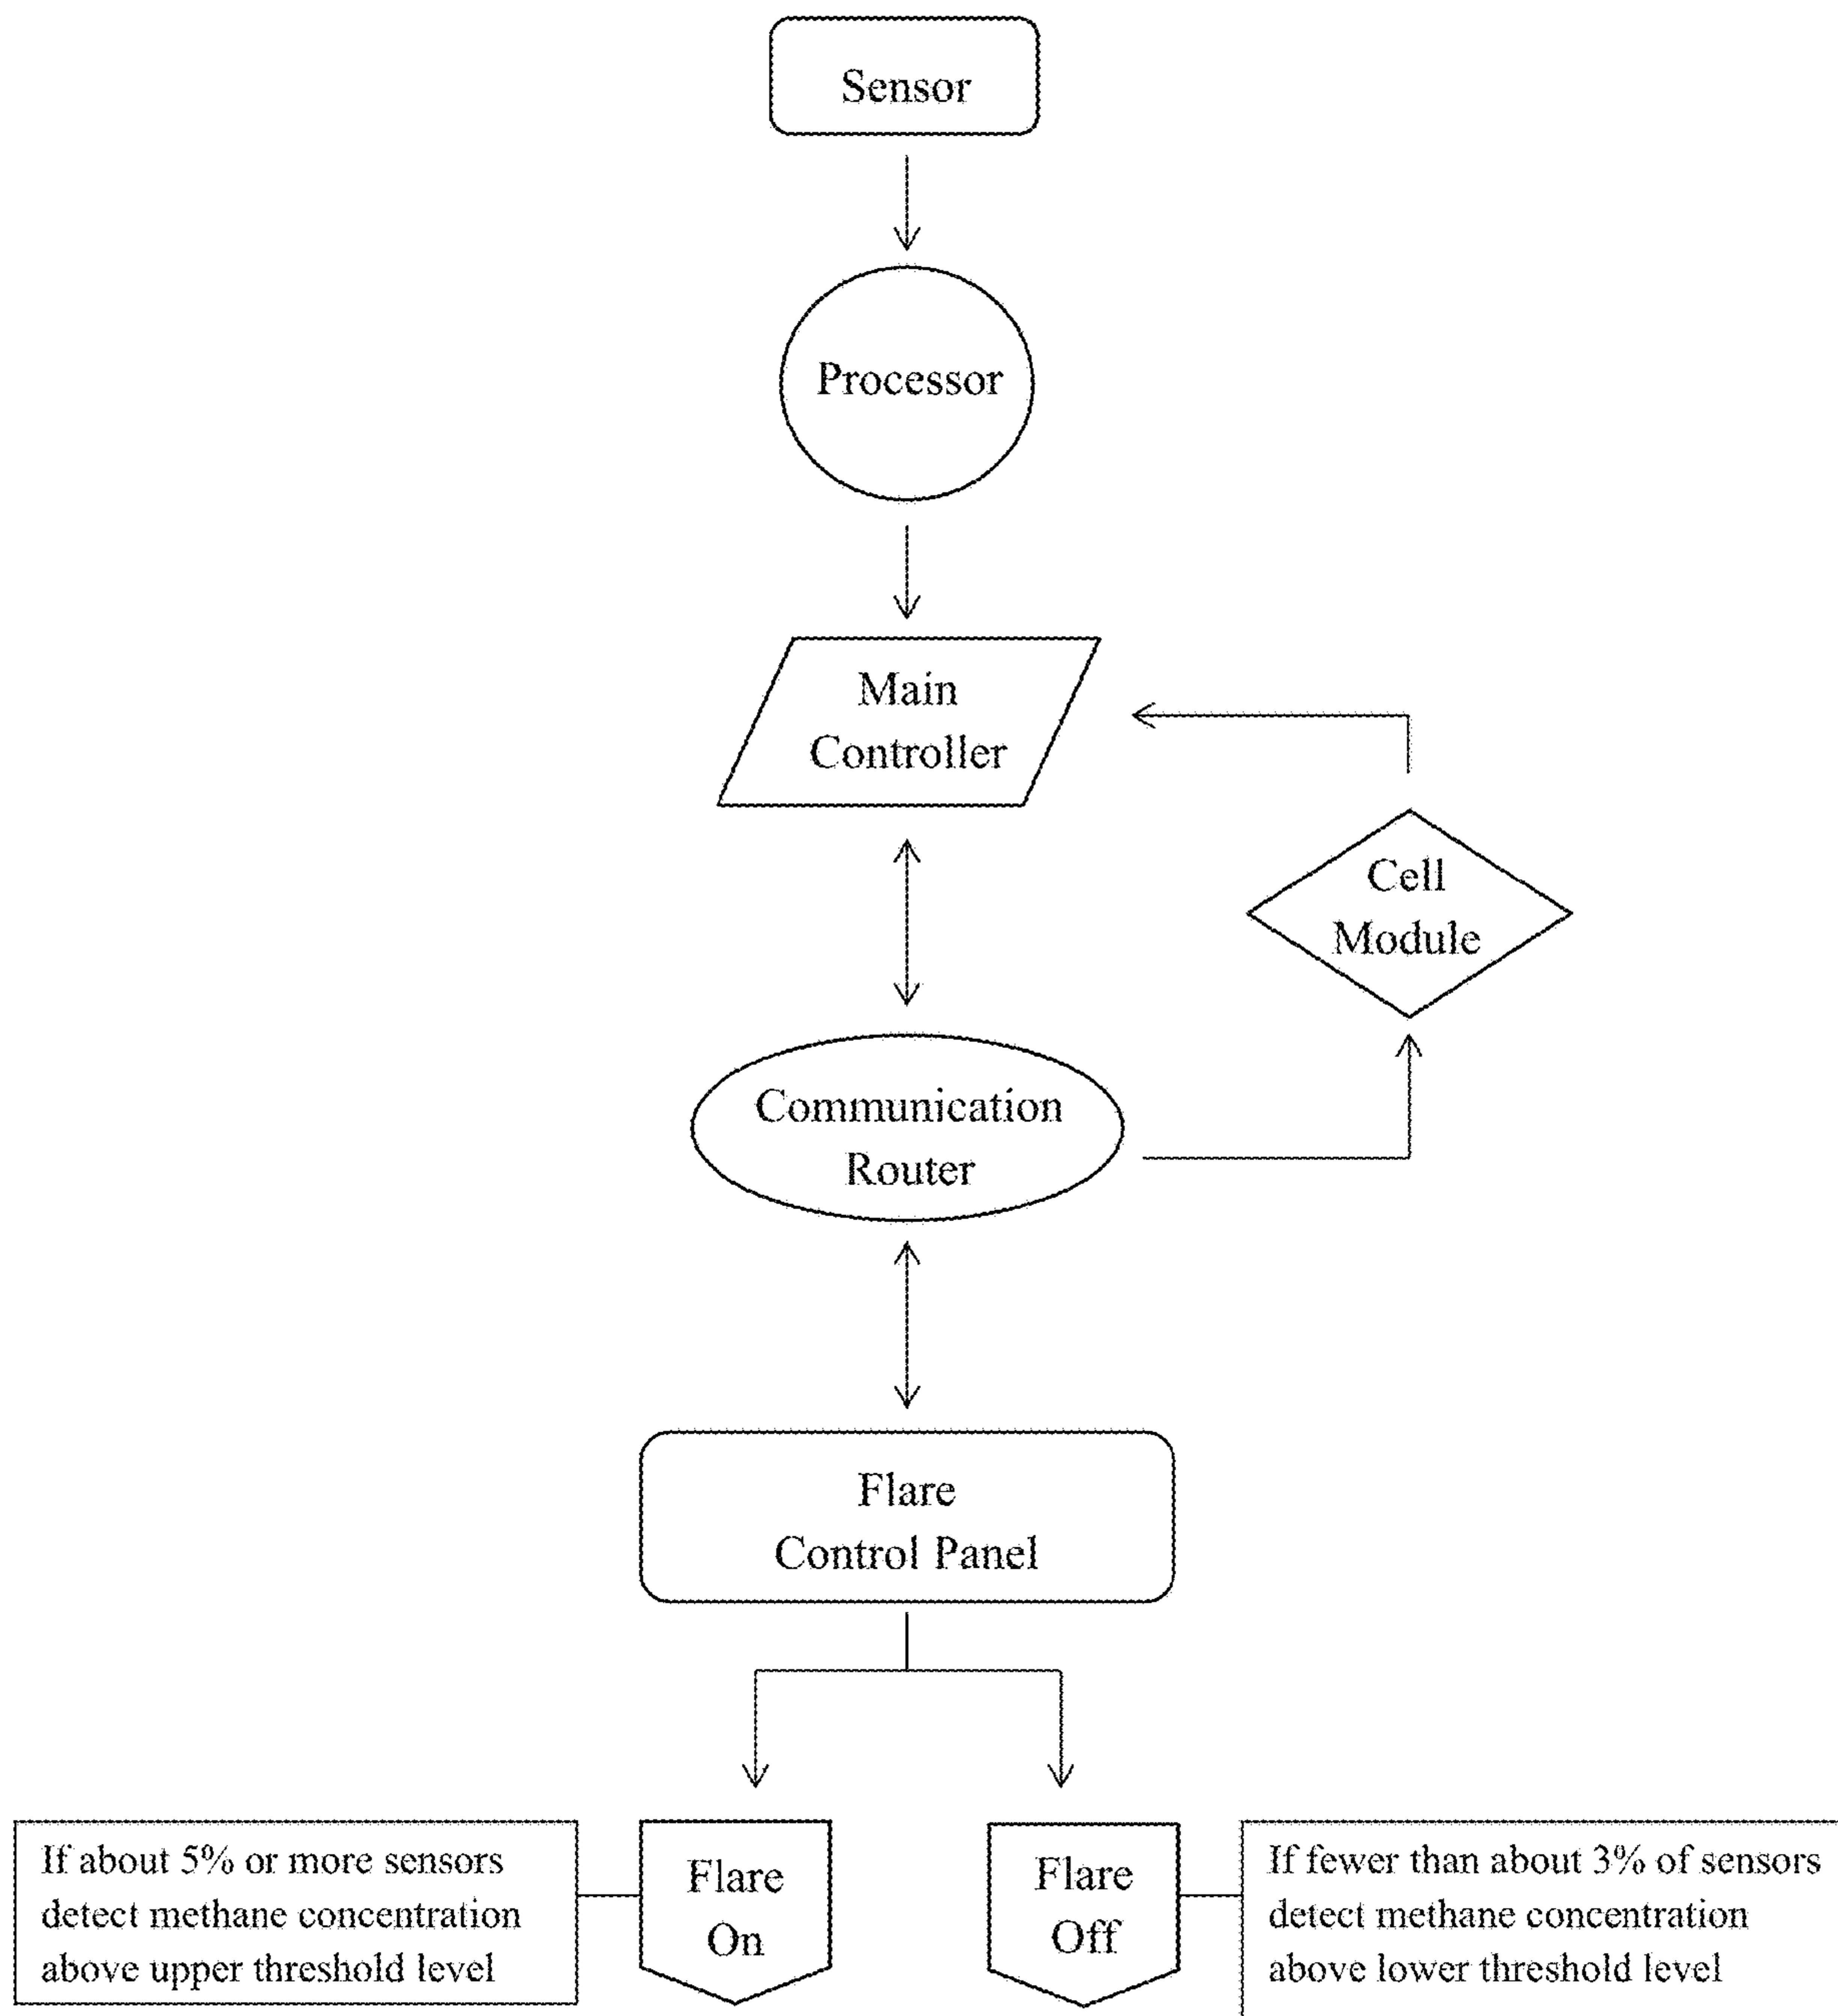 Sensor
Processor
Main
Controller
Cell
Module
Communication
Router
Flare
Control Panel
If about 5% or more sensors
detect methane concentration
above upper threshold level
Flare
On
Flare
Off
If fewer than about 3% of sensors
detect methane concentration
above lower threshold level